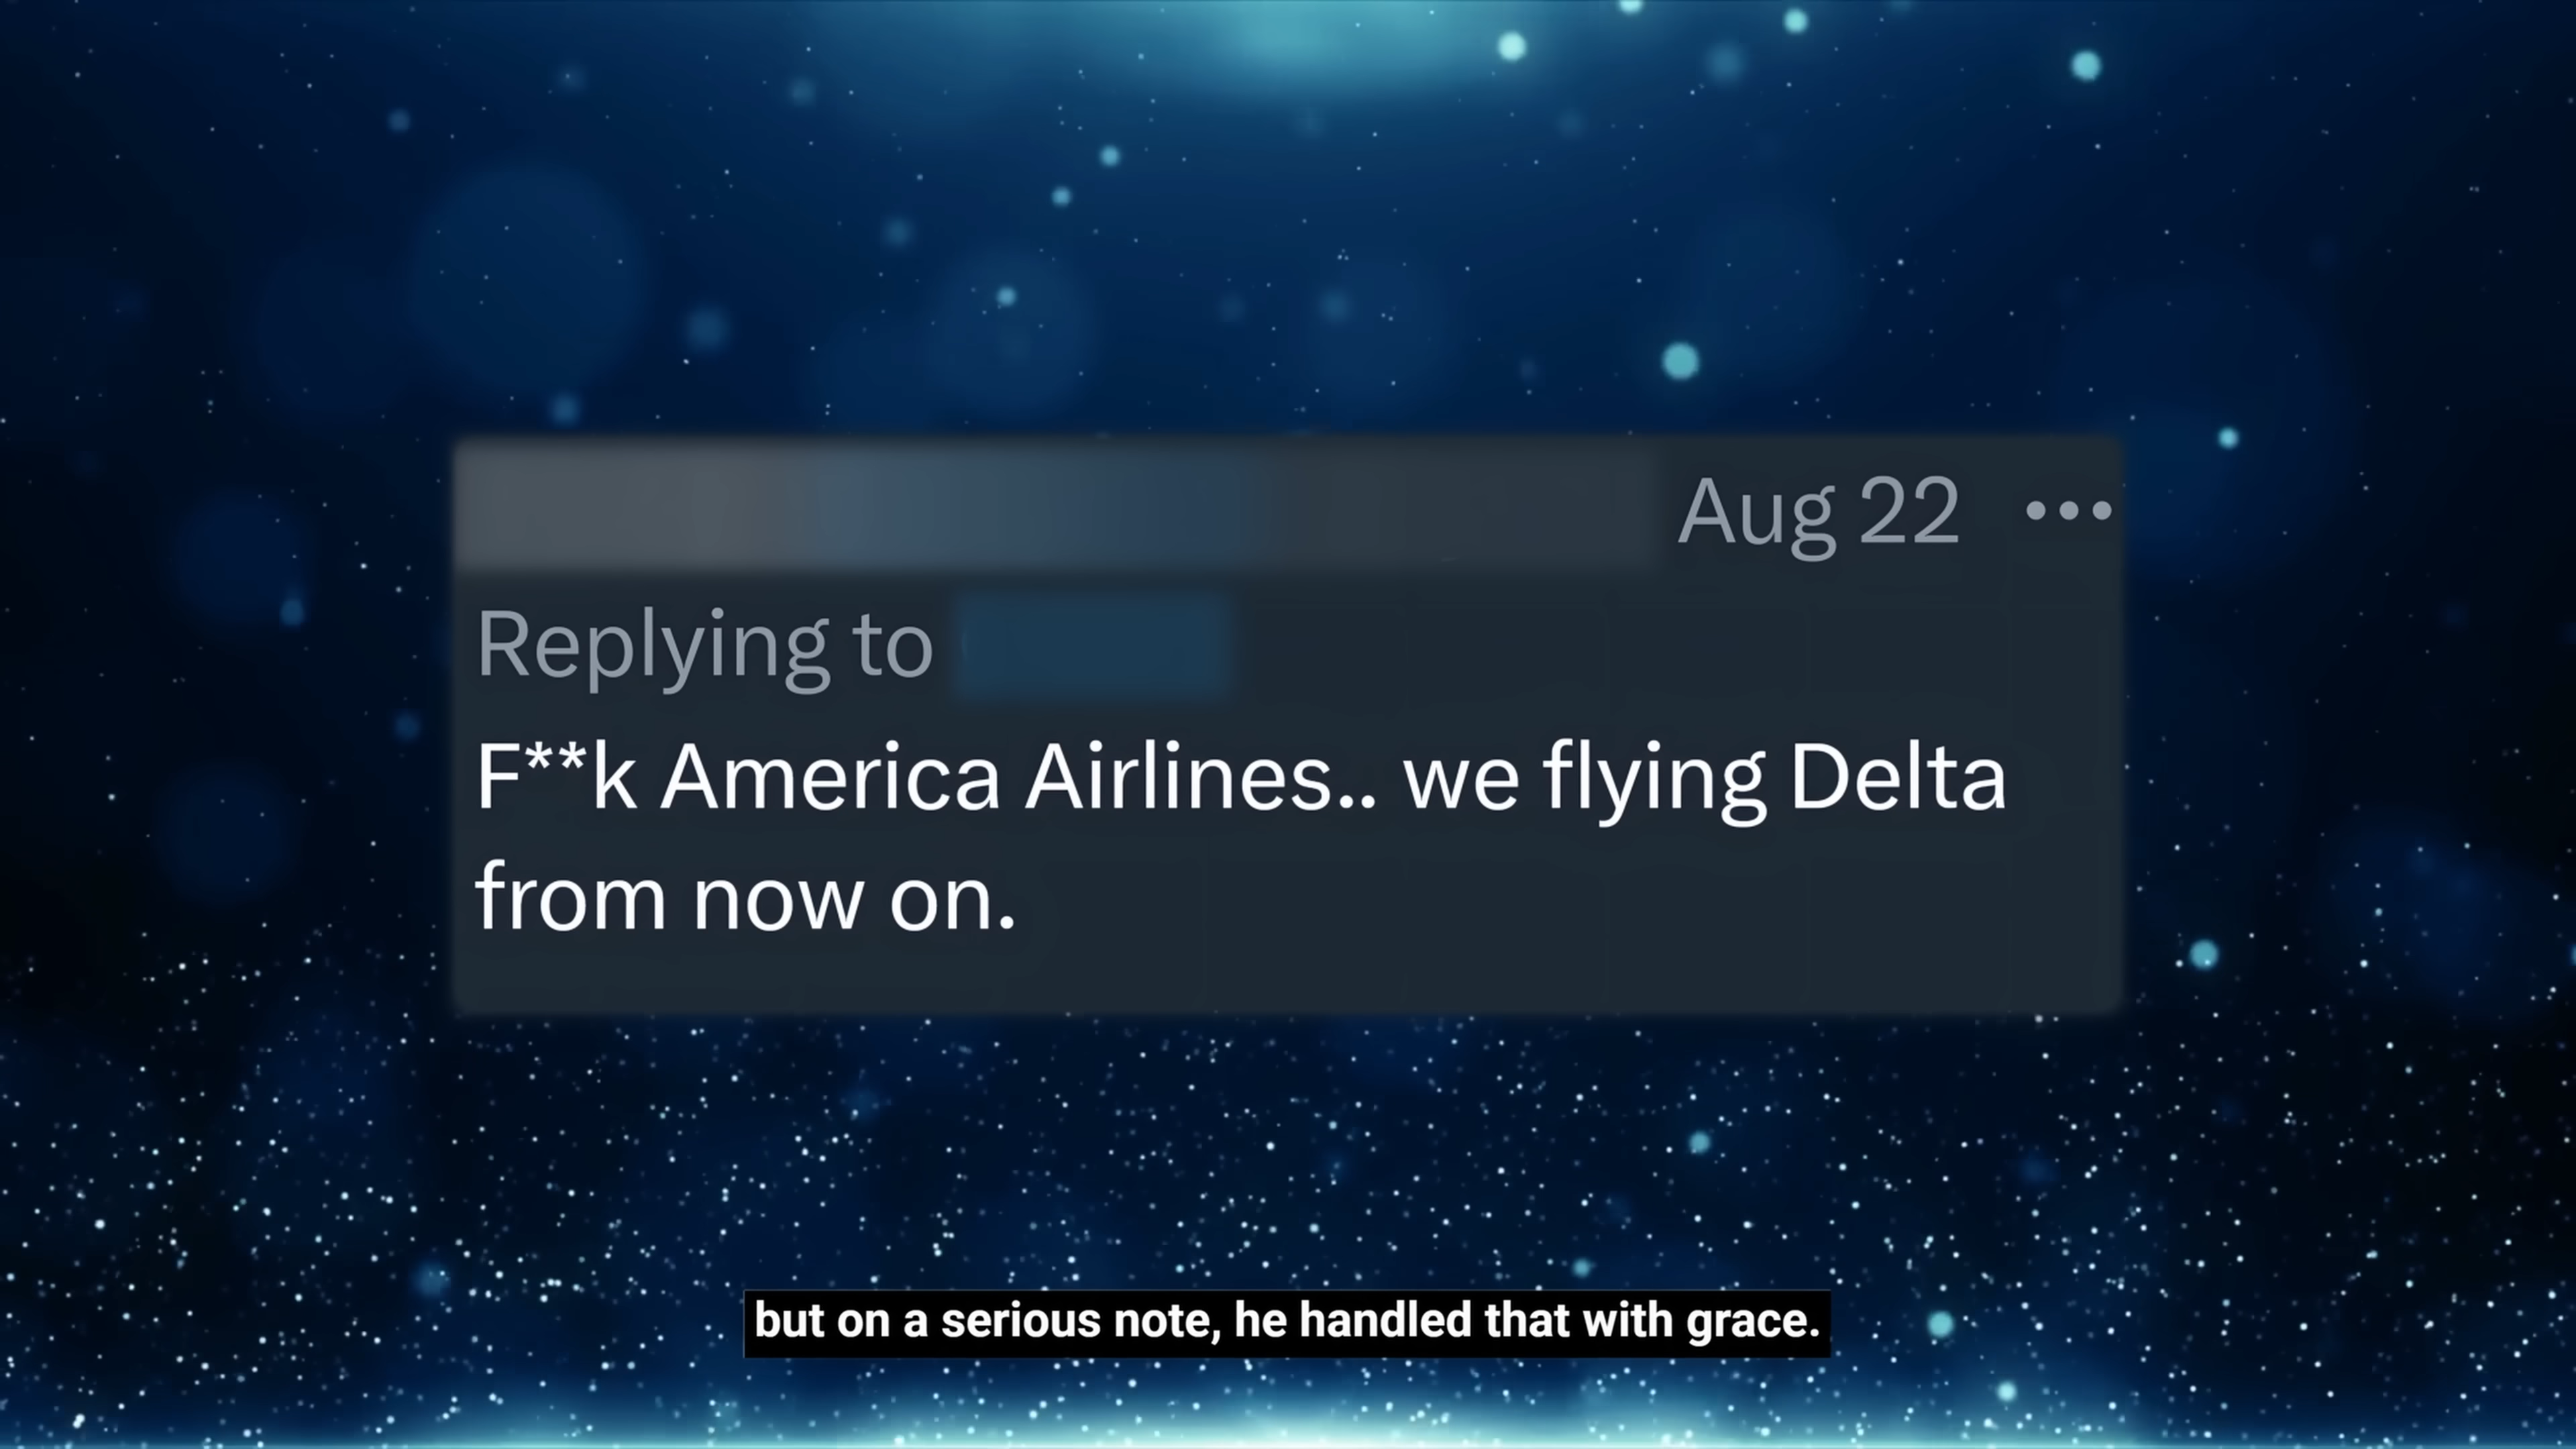 Aug 22
Replying to
F**k America Airlines.. we flying Delta
from now on.
but on a serious note, he handled that with grace.